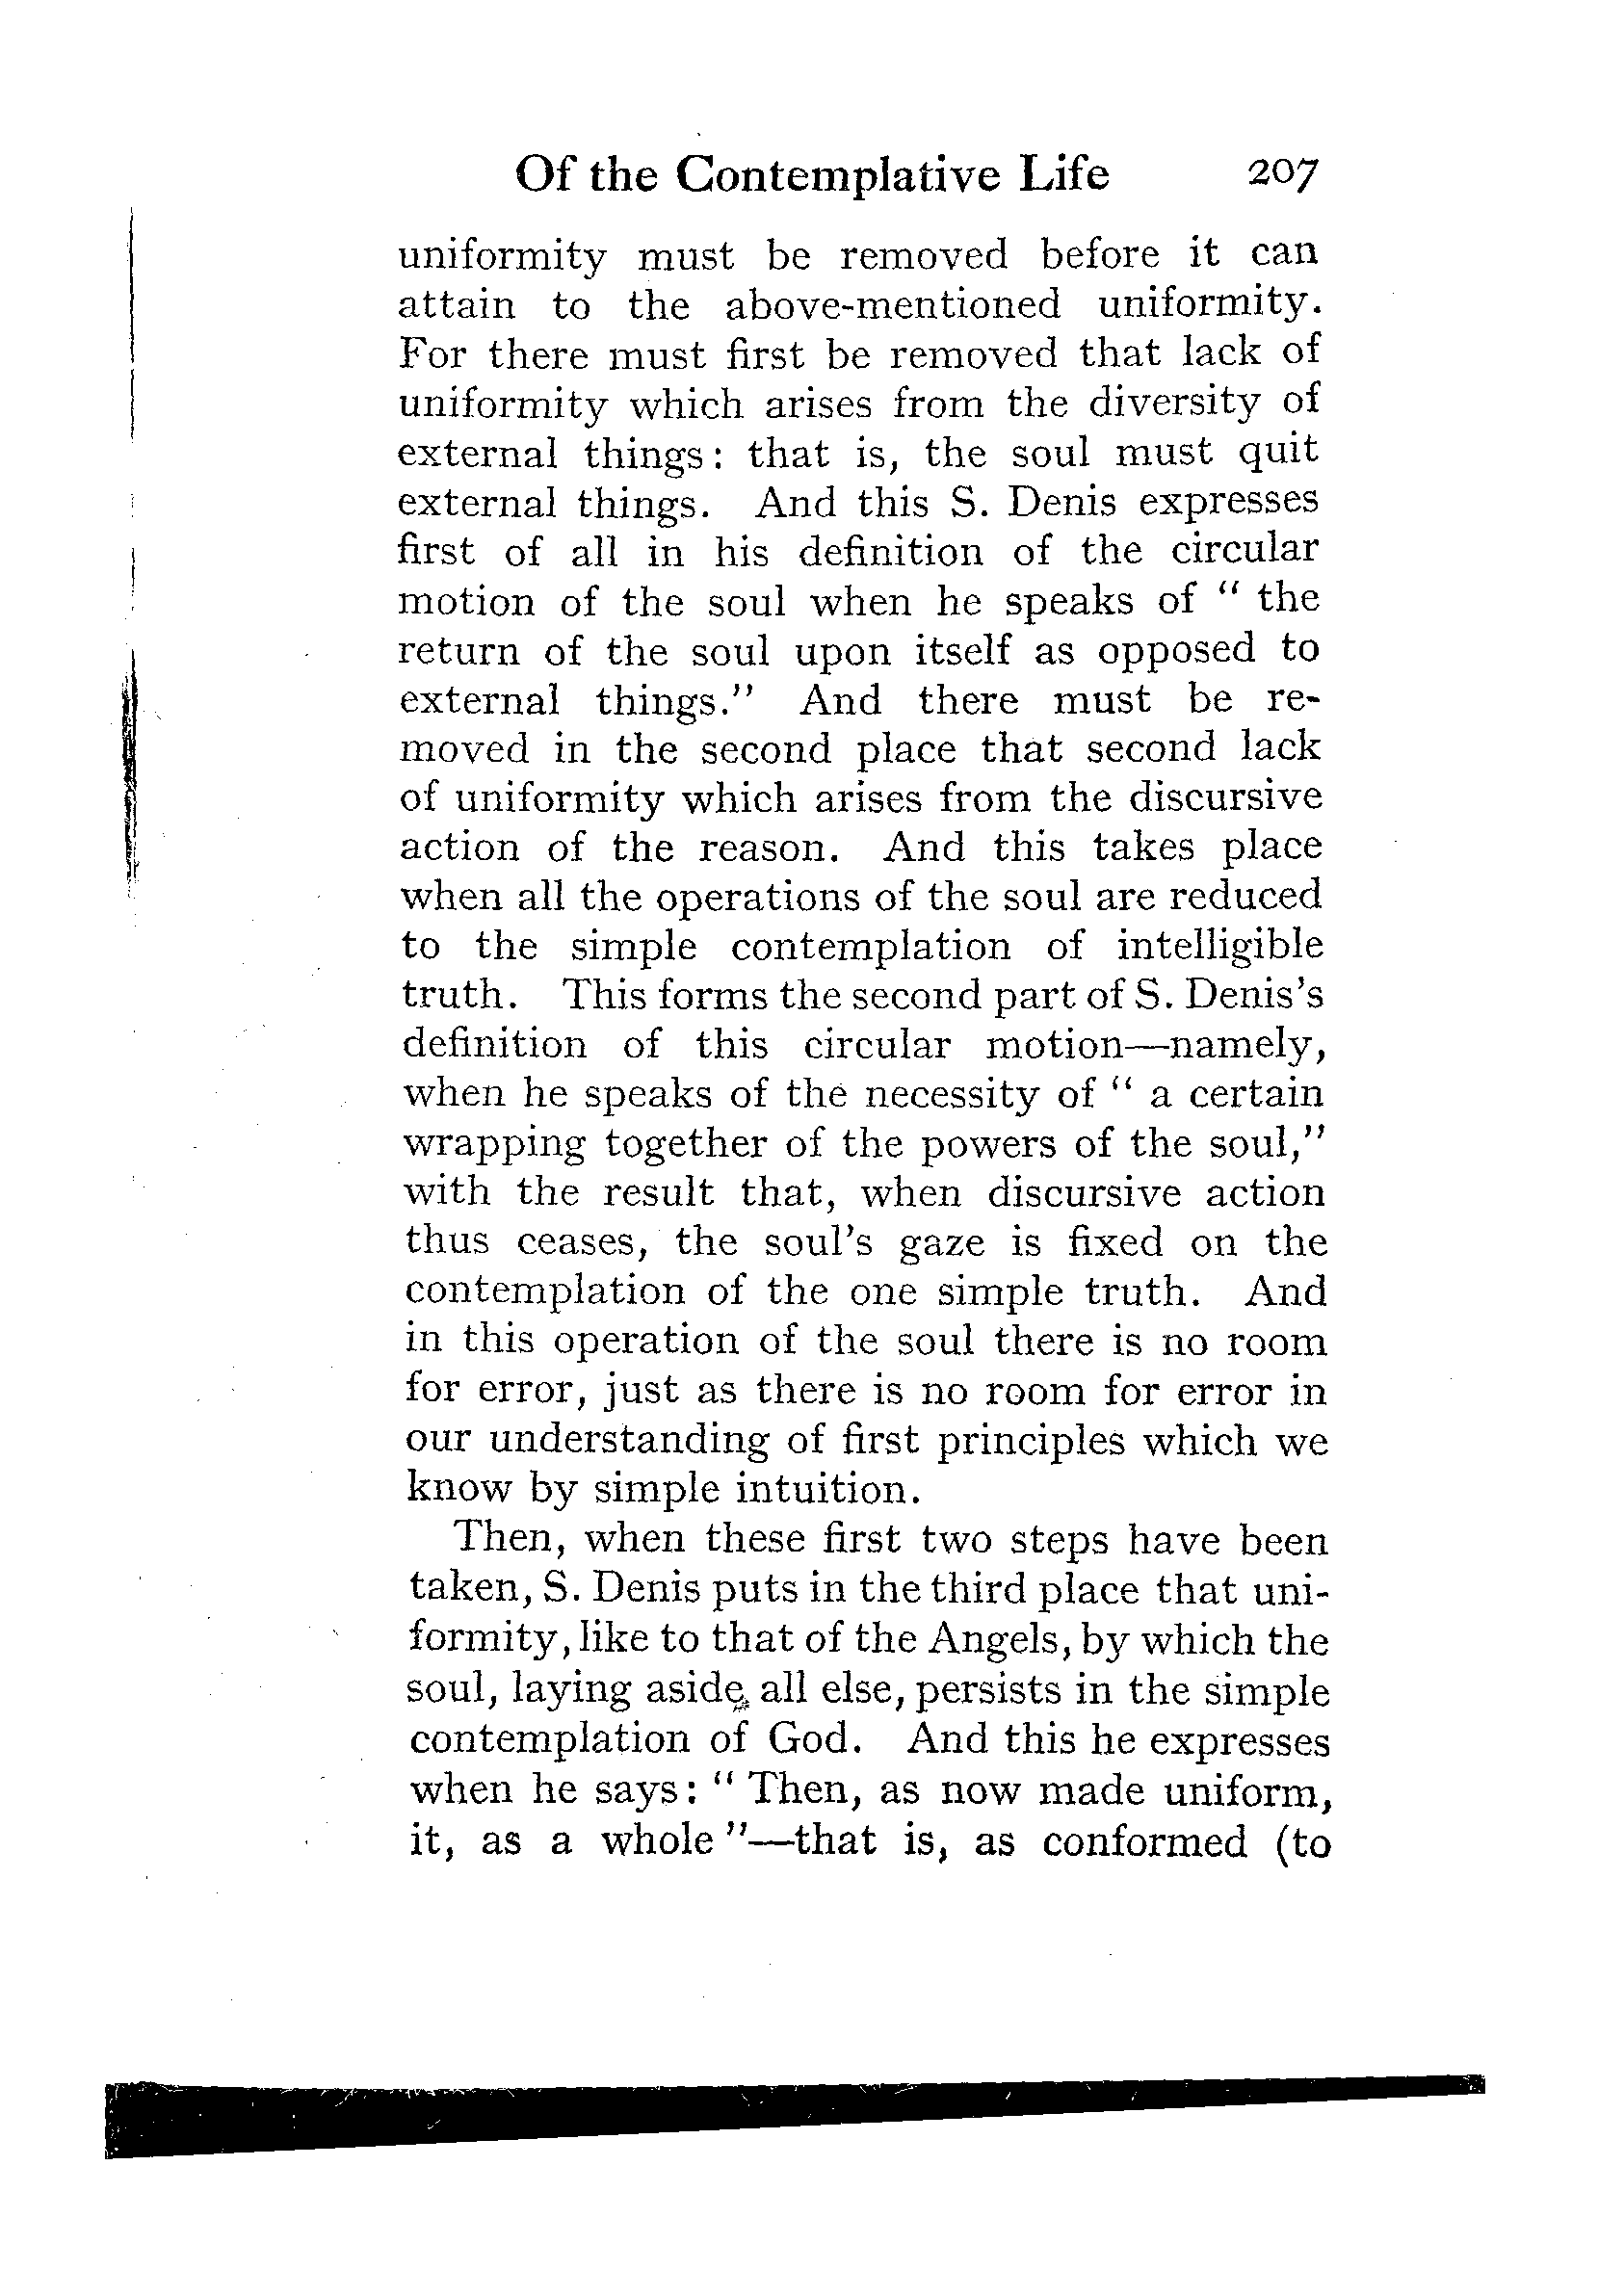 Of the Contemplative Life 207
uniformity must be removed before it can
attain to the above-mentioned uniformity.
For there must first be removed that lack of
uniformity which arises from the diversity of
external things: that is, the soul must quit
external things. And this S. Denis expresses
first of all in his definition of the circular
motion of the soul when he speaks of " the
return of the soul upon itself as opposed to
external things." And there must be re-
moved in the second place that second lack
of uniformity which arises from the discursive
action of the reason. And this takes place
when all the operations of the soul are reduced
to the simple contemplation of intelligible
truth. This forms the second part of S. Denis's
definition of this circular motion—namely,
when he speaks of the necessity of " a certain
wrapping together of the powers of the soul,"
with the result that, when discursive action
thus ceases, the soul's gaze is fixed on the
contemplation of the one simple truth. And
in this operation of the soul there is no room
for error, just as there is no room for error in
our understanding of first principles which we
know by simple intuition.
Then, when these first two steps have been
taken, S. Denis puts in the third place that uni-
formity, like to that of the Angels, by which the
soul, laying aside all else, persists in the simple
contemplation of God. And this he expresses
when he says: " Then, as now made uniform,
it, as a whole "—that is, as conformed (to